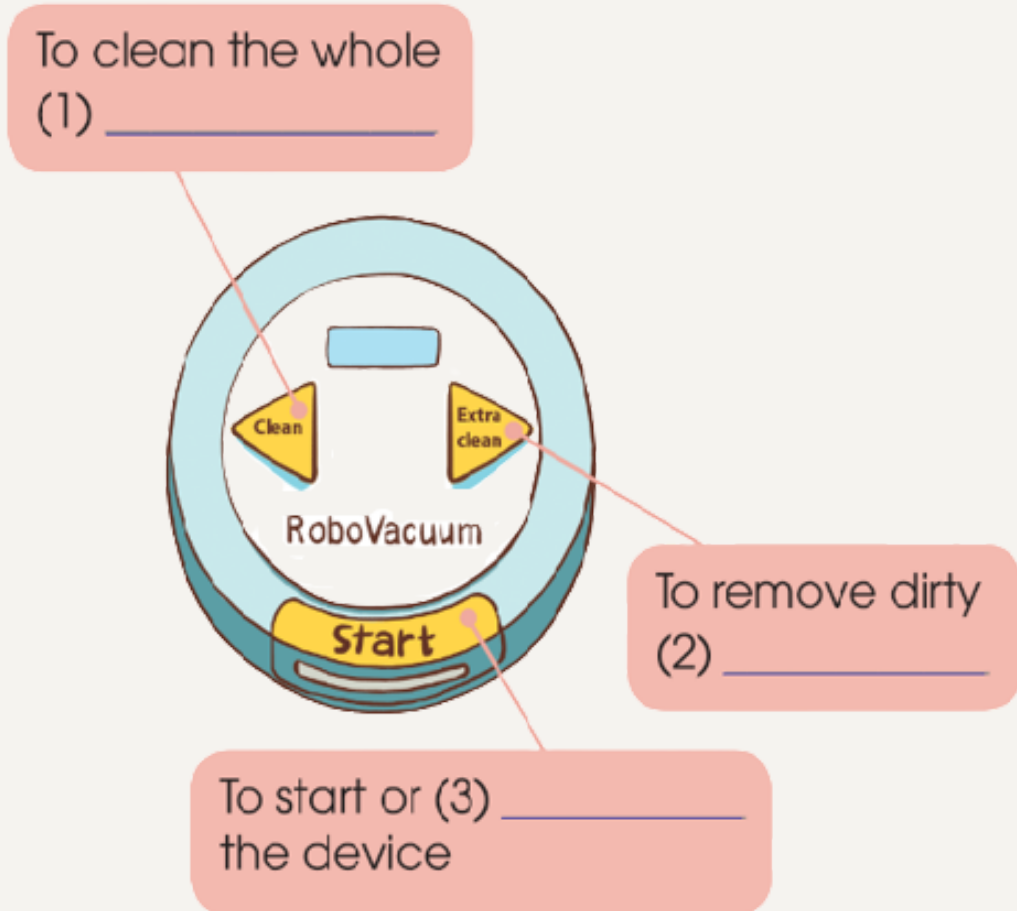 To clean the whole
(1) _______________
Clean
Extra
clean
RoboVacuum
To remove dirty
(2) ____________
Start
To start or (3) ___________
the device